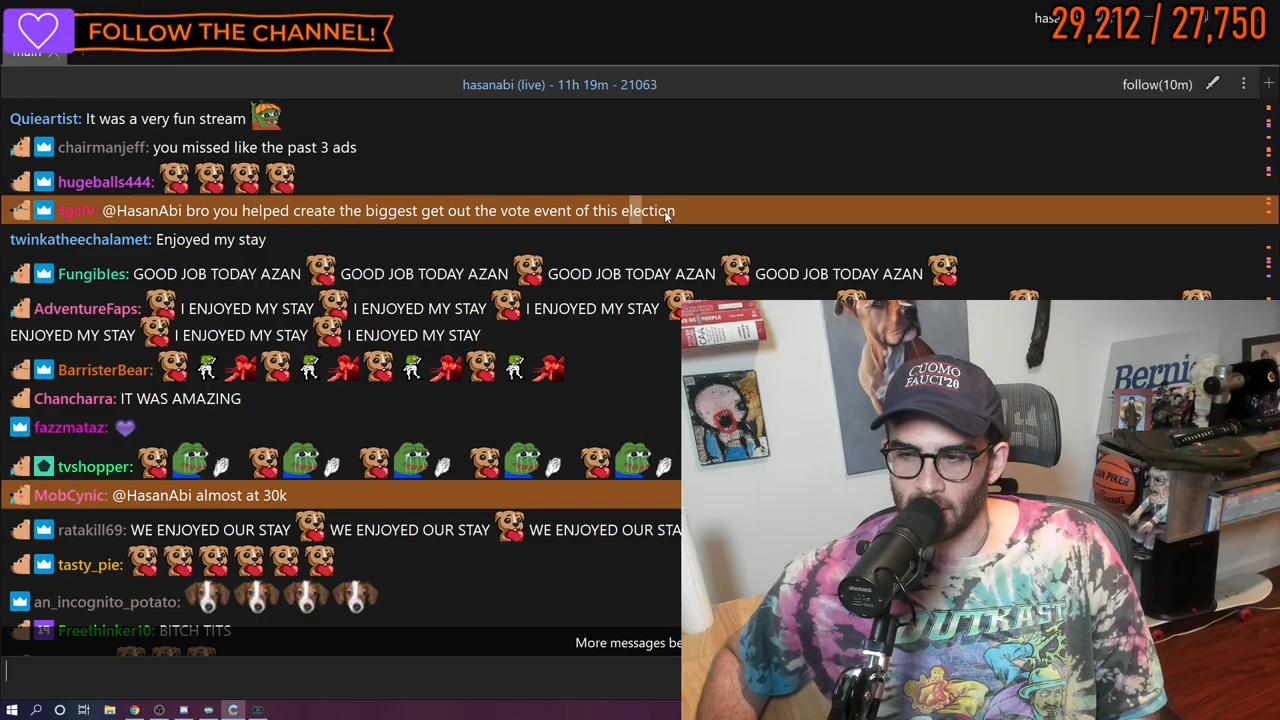 FOLLOW THE CHANNEL!
29,212 / 27,750
hasanabi (live) - 11h 19m - 21063
follow(10m)
Quieartist: It was a very fun stream
chairmanjeff: you missed like the past 3 ads
hugeballs444:
@HasanAbi bro you helped create the biggest get out the vote event of this election
twinkatheechalamet: Enjoyed my stay
Fungibles: GOOD JOB TODAY AZAN GOOD JOB TODAY AZAN GOOD JOB TODAY AZAN GOOD JOB TODAY AZAN
AdventureFaps: I ENJOYED MY STAY I ENJOYED MY STAY I ENJOYED MY STAY
ENJOYED MY STAY I ENJOYED MY STAY I ENJOYED MY STAY
BarristerBear:
Chancharra: IT WAS AMAZING
fazzmataz:
tvshopper:
MobCynic: @HasanAbi almost at 30k
ratakill69: WE ENJOYED OUR STAY WE ENJOYED OUR STAY WE ENJOYED OUR STA
tasty_pie:
an_incognito_potato:
Freethinker10: BITCH TITS
More messages be
CUOMO
FAUCI'20
Bernie
PEOPLE
CAA
SAN PIKER
OUTKAST